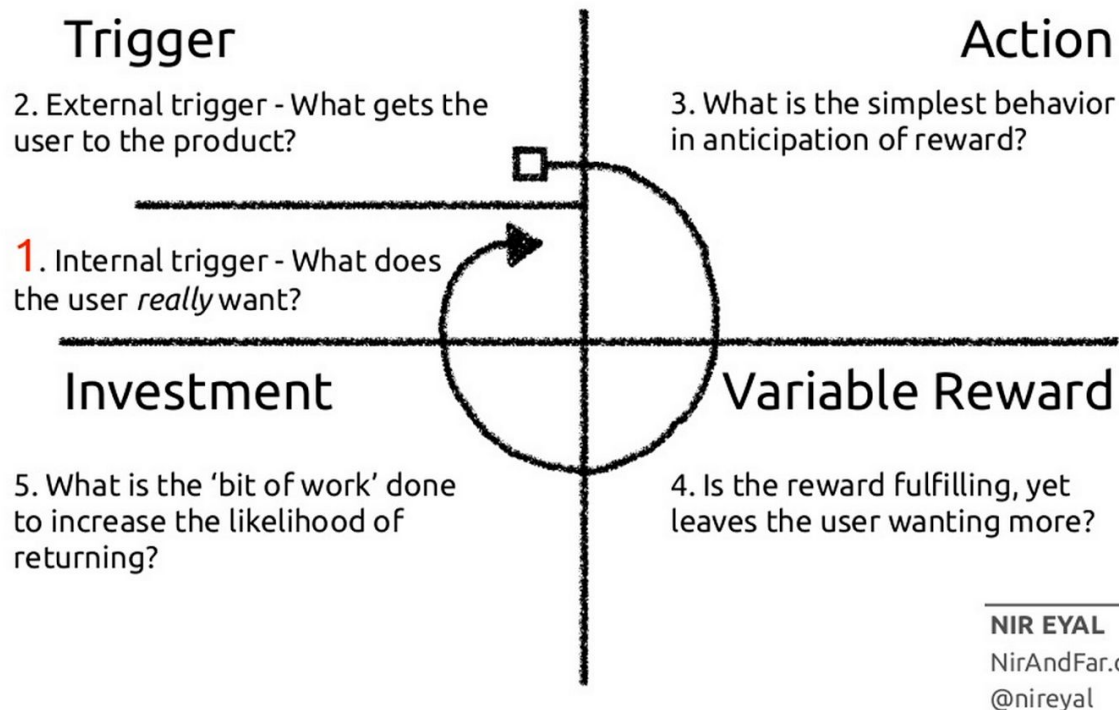 Trigger
2. External trigger - What gets the
user to the product?
1. Internal trigger - What does
the user really want?
Action
3. What is the simplest behavior
in anticipation of reward?
Investment
5. What is the ‘bit of work’ done
to increase the likelihood of
returning?
Variable Reward
4. Is the reward fulfilling, yet
leaves the user wanting more?
NIR EYAL
NirAndFar.c
@nireyal